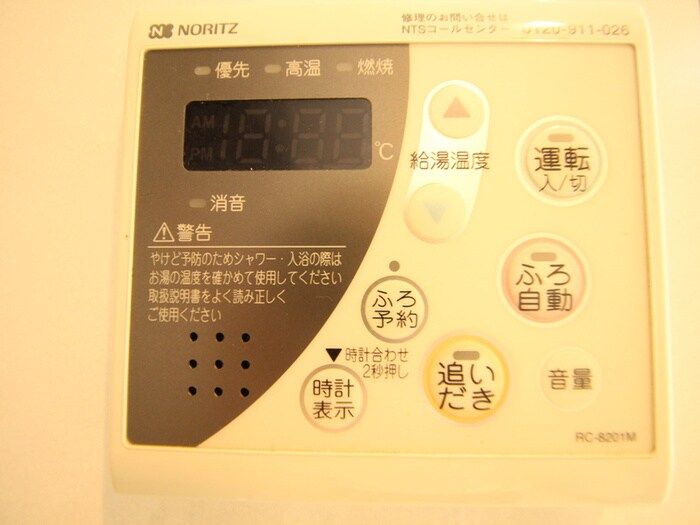 NORITZ
修理のお問い合せは
NTSコールセンター 0120-911-026
優先 高温 燃焼
AM
PM
18:88
℃
給湯温度
運転
入/切
消音
警告
やけど予防のためシャワー・入浴の際は
お湯の温度を確かめて使用してください
取扱説明書をよく読み正しく
ご使用ください
ふろ
自動
ふろ
予約
▼時計合わせ
2秒押し
時計
表示
追い
だき
音量
RC-8201M